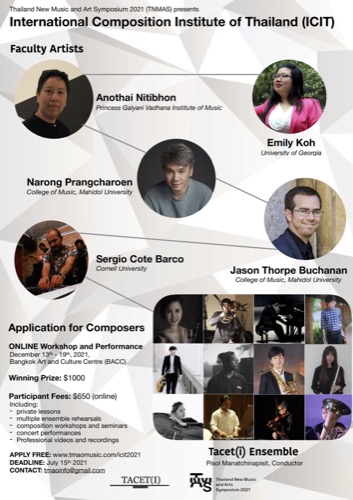 Thailand New Music and Art Symposium 2021 (TNMAS) presents
International Composition Institute of Thailand (ICIT)
Faculty Artists
Anothai Nitibhon
Princess Galyani Vadhana Institute of Music
Emily Koh
University of Georgia
Narong Prangcharoen
College of Music, Mahidol University
Sergio Cote Barco
Cornell University
Jason Thorpe Buchanan
College of Music, Mahidol University
Application for Composers
ONLINE Workshop and Performance
December 13th - 19th, 2021,
Bangkok Art and Culture Centre (BACC)
Winning Prize: $1000
Participant Fees: $650 (online)
Including:
- private lessons
- multiple ensemble rehearsals
- composition workshops and seminars
- concert performances
- Professional videos and recordings
APPLY FREE: www.tmaomusic.com/icit2021
DEADLINE: July 15th 2021
CONTACT: tmaoinfo@gmail.com
Tacet(i) Ensemble
Pisol Manatchinapisit, Conductor
TACET(I)
Thailand New Music
and Arts
Symposium 2021